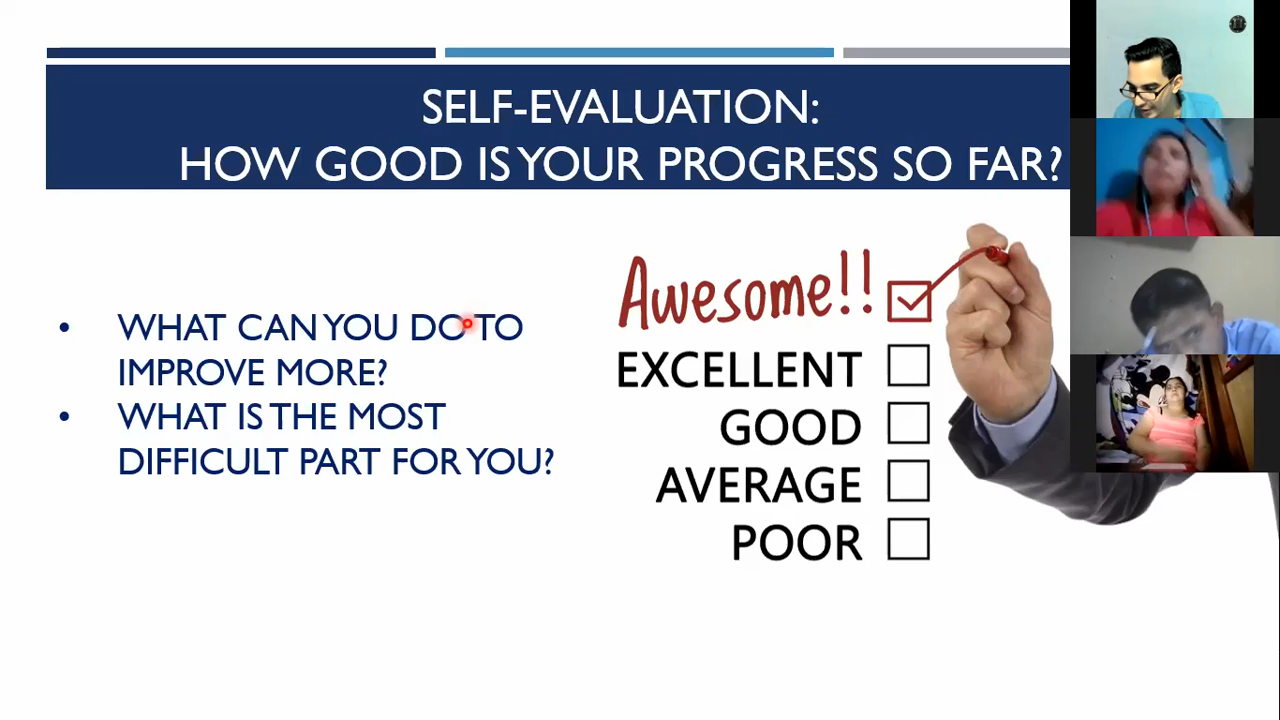 SELF-EVALUATION:
HOW GOOD IS YOUR PROGRESS SO FAR?
WHAT CAN YOU DO TO
IMPROVE MORE?
WHAT IS THE MOST
DIFFICULT PART FOR YOU?
Awesome!!
EXCELLENT
GOOD
AVERAGE
POOR